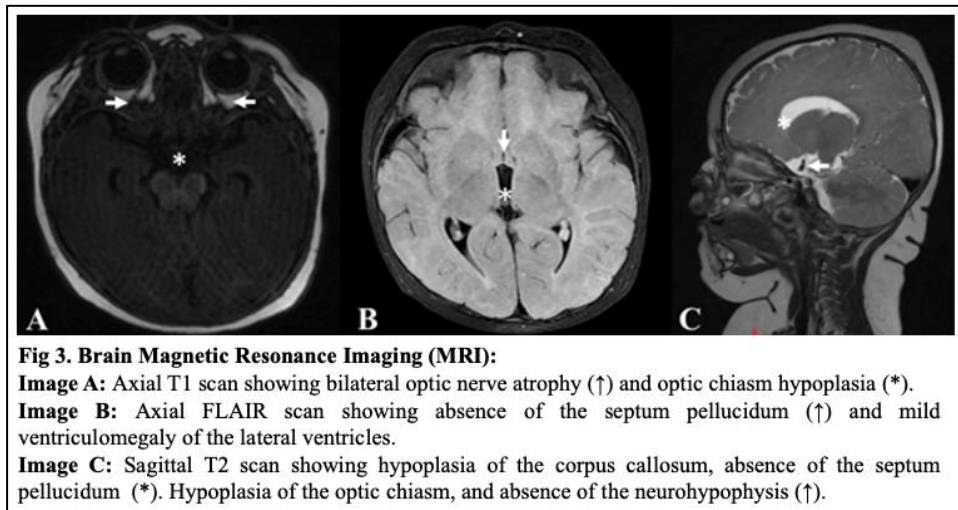 A B C
Fig 3. Brain Magnetic Resonance Imaging (MRI):
Image A: Axial T1 scan showing bilateral optic nerve atrophy (↑) and optic chiasm hypoplasia (*).
Image B: Axial FLAIR scan showing absence of the septum pellucidum (↑) and mild
ventriculomegaly of the lateral ventricles.
Image C: Sagittal T2 scan showing hypoplasia of the corpus callosum, absence of the septum
pellucidum (*). Hypoplasia of the optic chiasm, and absence of the neurohypophysis (↑).